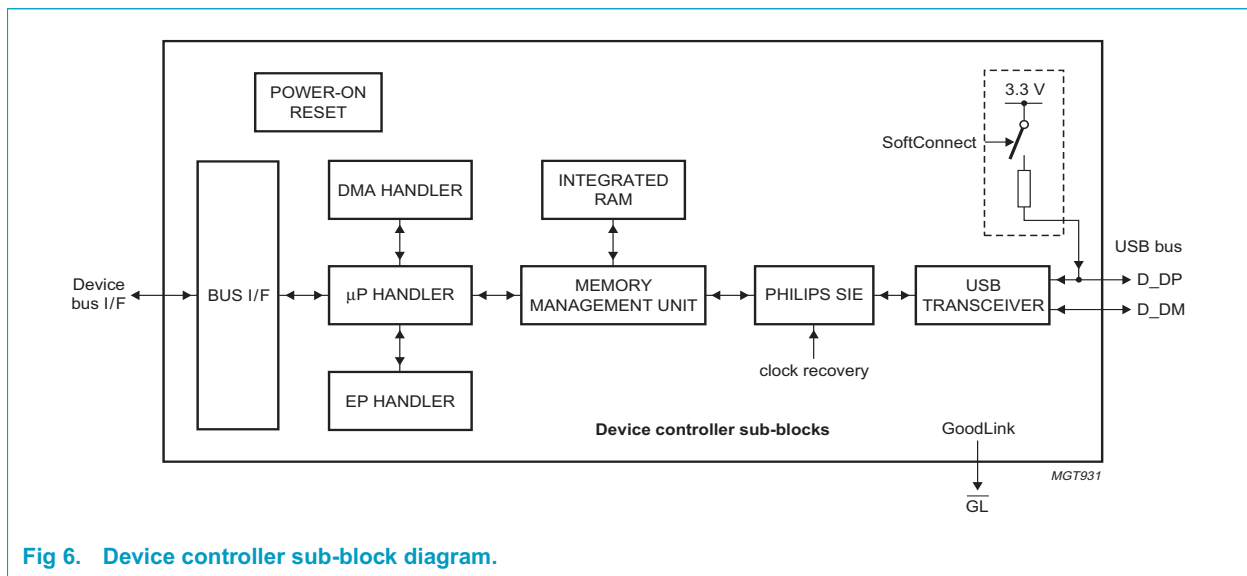 POWER-ON
RESET
3.3 V
SoftConnect
DMA HANDLER
INTEGRATED
RAM
USB bus
Device
bus I/F
BUS I/F
μP HANDLER
MEMORY
MANAGEMENT UNIT
PHILIPS SIE
USB
TRANSCEIVER
D_DP
D_DM
clock recovery
EP HANDLER
Device controller sub-blocks
GoodLink
MGT931
G̅L̅
Fig 6. Device controller sub-block diagram.